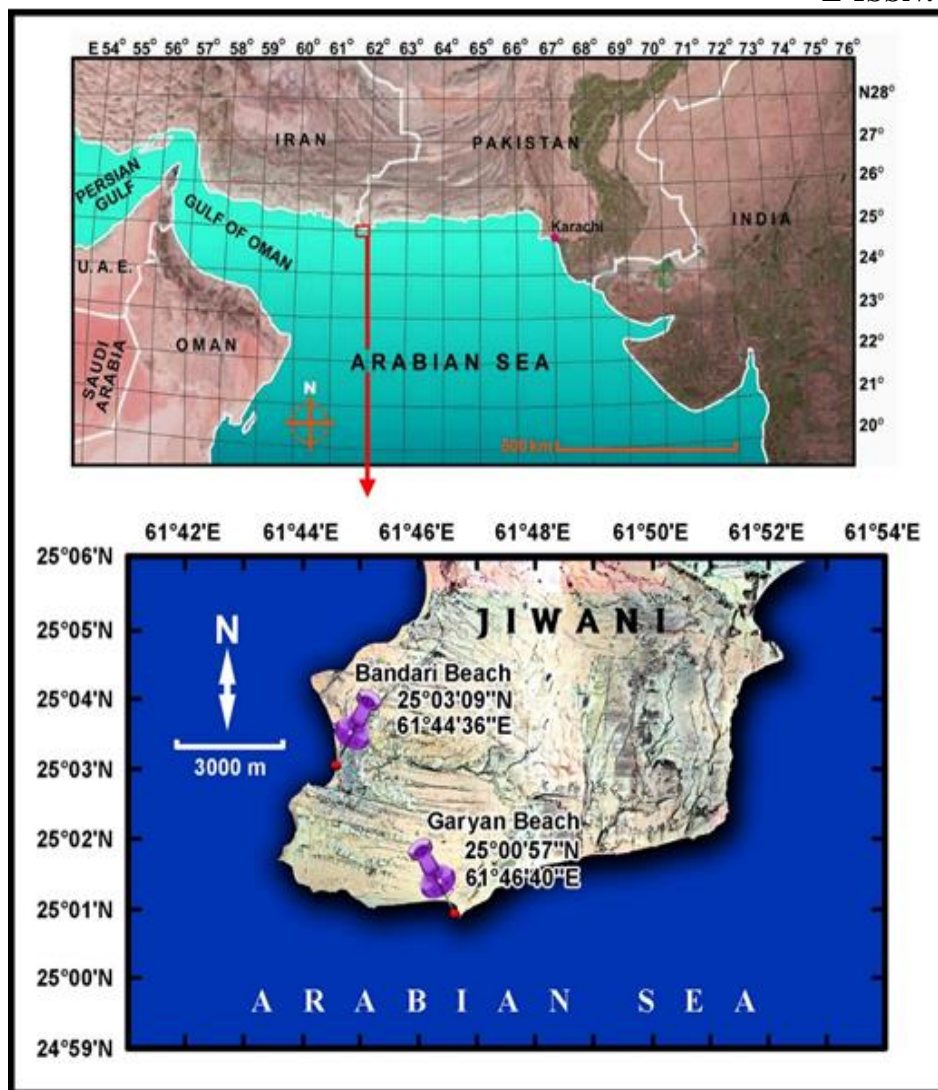 E 54° 55° 56° 57° 58° 59° 60° 61° 62° 63° 64° 65° 66° 67° 68° 69° 70° 71° 72° 73° 74° 75° 76°
N28°
27°
26°
25°
24°
23°
22°
21°
20°
IRAN
PAKISTAN
INDIA
PERSIAN
GULF
GULF OF OMAN
Karachi
U. A. E.
OMAN
SAUDI
ARABIA
ARABIAN SEA
N
500 km
61°42'E 61°44'E 61°46'E 61°48'E 61°50'E 61°52'E 61°54'E
25°06'N
25°05'N
25°04'N
25°03'N
25°02'N
25°01'N
25°00'N
24°59'N
JIWANI
N
3000 m
Bandari Beach
25°03'09"N
61°44'36"E
Garyan Beach
25°00'57"N
61°46'40"E
ARABIAN SEA